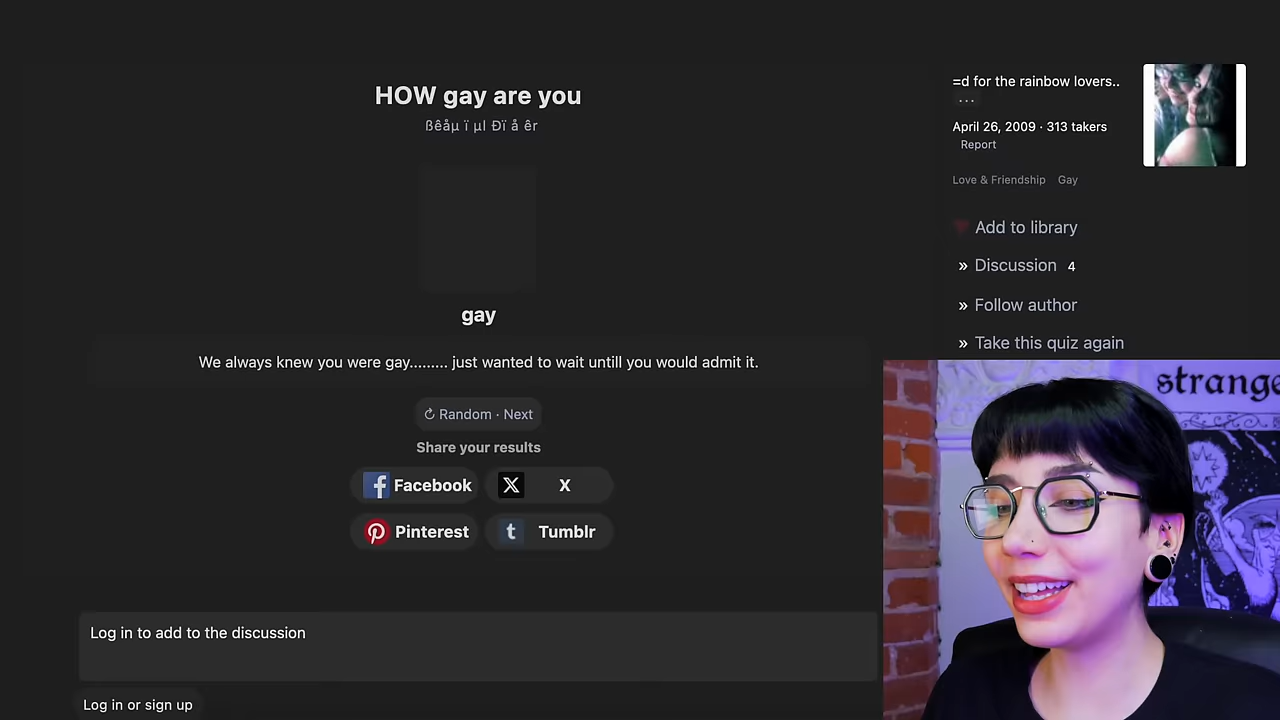 HOW gay are you
ßêåµ ï µl Ðï å êr
gay
We always knew you were gay......... just wanted to wait untill you would admit it.
Random · Next
Share your results
Facebook
X
Pinterest
Tumblr
Log in to add to the discussion
Log in or sign up
=d for the rainbow lovers..
...
April 26, 2009 · 313 takers
Report
Love & Friendship Gay
Add to library
» Discussion 4
» Follow author
» Take this quiz again
strange